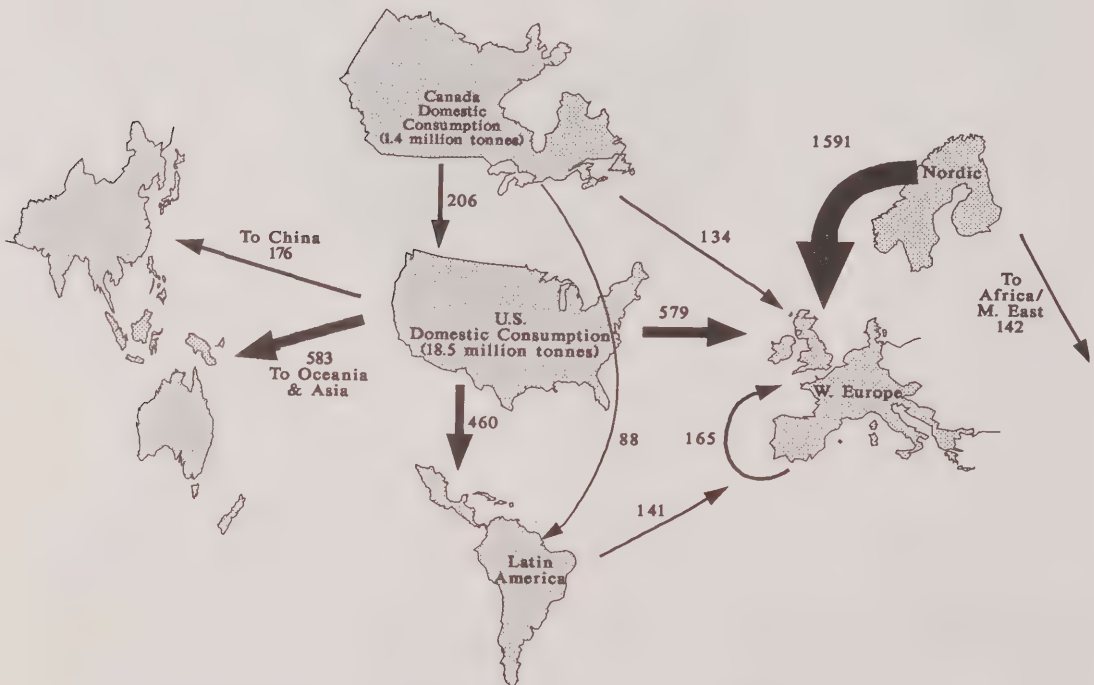 Canada
Domestic
Consumption
(1.4 million tonnes)
1591
Nordic
206
134
To China
176
To
Africa/
M. East
142
U.S.
Domestic Consumption
(18.5 million tonnes)
579
583
To Oceania
& Asia
W. Europe
460
88
165
141
Latin
America